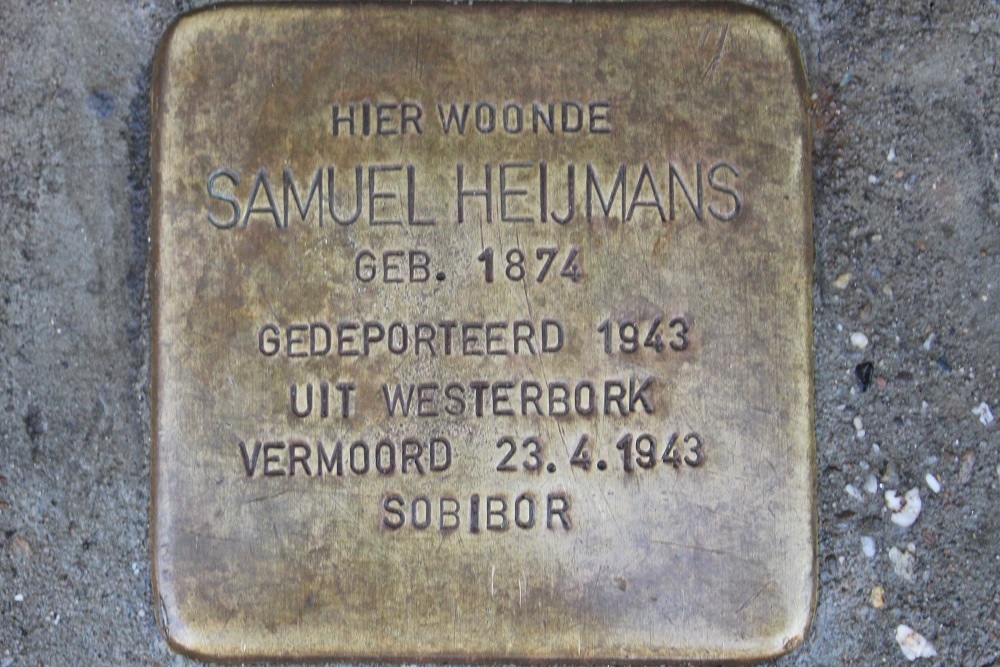 HIER WOONDE
SAMUEL HEIJMANS
GEB. 1874
GEDEPORTEERD 1943
UIT WESTERBORK
VERMOORD 23.4.1943
SOBIBOR